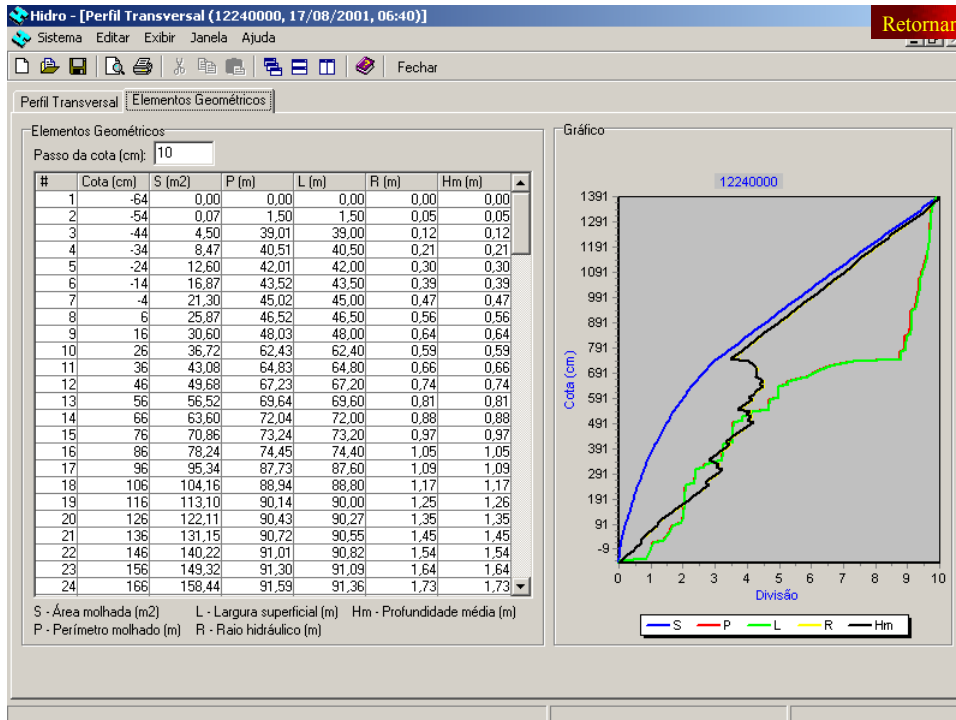 Hidro - [Perfil Transversal (12240000, 17/08/2001, 06:40)]
Retornar
Sistema Editar Exibir Janela Ajuda
Fechar
Perfil Transversal Elementos Geométricos
Elementos Geométricos
Passo da cota (cm): 10
# Cota (cm) S (m2) P (m) L (m) R (m) Hm (m)
1 -64 0,00 0,00 0,00 0,00 0,00
2 -54 0,07 1,50 1,50 0,05 0,05
3 -44 4,50 39,01 39,00 0,12 0,12
4 -34 8,47 40,51 40,50 0,21 0,21
5 -24 12,60 42,01 42,00 0,30 0,30
6 -14 16,87 43,52 43,50 0,39 0,39
7 -4 21,30 45,02 45,00 0,47 0,47
8 6 25,87 46,52 46,50 0,56 0,56
9 16 30,60 48,03 48,00 0,64 0,64
10 26 36,72 62,43 62,40 0,59 0,59
11 36 43,08 64,83 64,80 0,66 0,66
12 46 49,68 67,23 67,20 0,74 0,74
13 56 56,52 69,64 69,60 0,81 0,81
14 66 63,60 72,04 72,00 0,88 0,88
15 76 70,86 73,24 73,20 0,97 0,97
16 86 78,24 74,45 74,40 1,05 1,05
17 96 95,34 87,73 87,60 1,09 1,09
18 106 104,16 88,94 88,80 1,17 1,17
19 116 113,10 90,14 90,00 1,25 1,26
20 126 122,11 90,43 90,27 1,35 1,35
21 136 131,15 90,72 90,55 1,45 1,45
22 146 140,22 91,01 90,82 1,54 1,54
23 156 149,32 91,30 91,09 1,64 1,64
24 166 158,44 91,59 91,36 1,73 1,73
S - Área molhada (m2) L - Largura superficial (m) Hm - Profundidade média (m)
P - Perímetro molhado (m) R - Raio hidráulico (m)
Gráfico
12240000
Cota (cm)
1391
1291
1191
1091
991
891
791
691
591
491
391
291
191
91
-9
0 1 2 3 4 5 6 7 8 9 10
Divisão
S P L R Hm